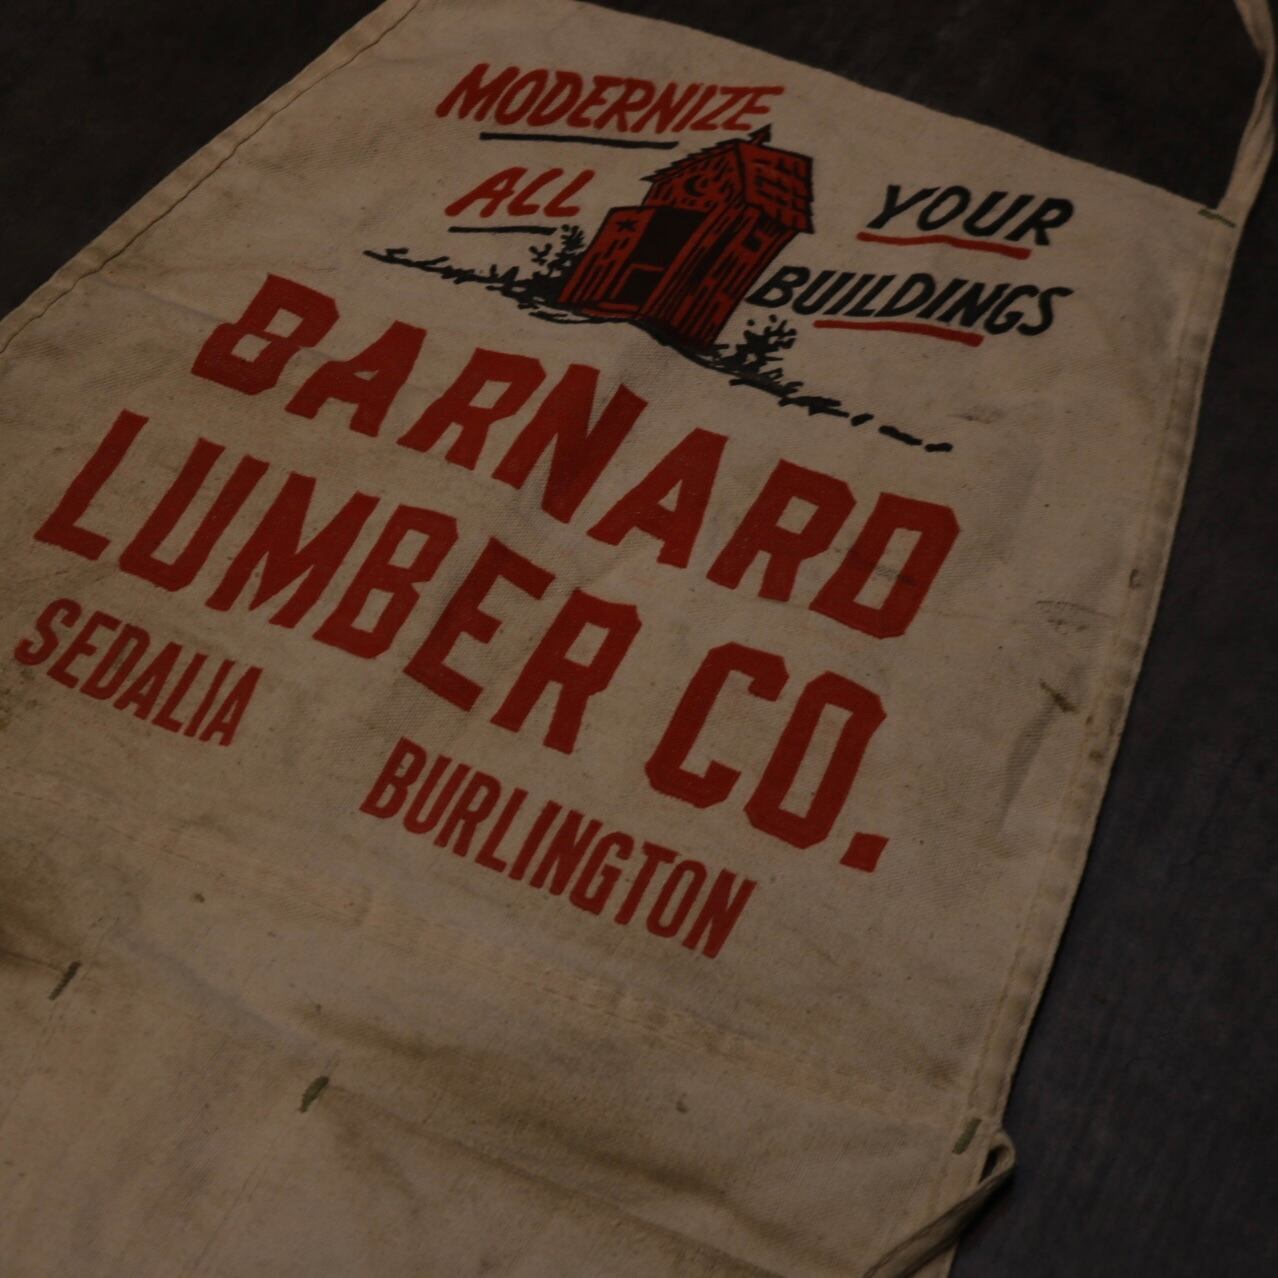 MODERNIZE
ALL
YOUR
BUILDINGS
BARNARD
LUMBER CO.
SEDALIA
BURLINGTON